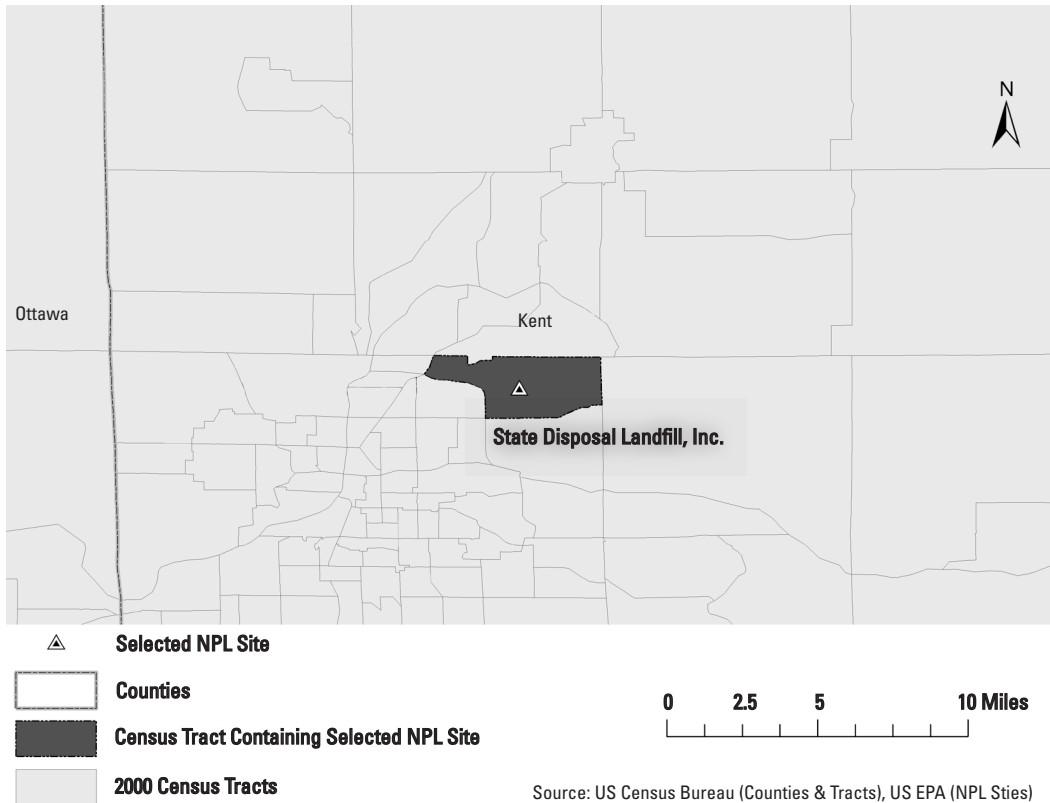 N
Ottawa
Kent
State Disposal Landfill, Inc.
Selected NPL Site
Counties
Census Tract Containing Selected NPL Site
2000 Census Tracts
0 2.5 5 10 Miles
Source: US Census Bureau (Counties & Tracts), US EPA (NPL Sties)